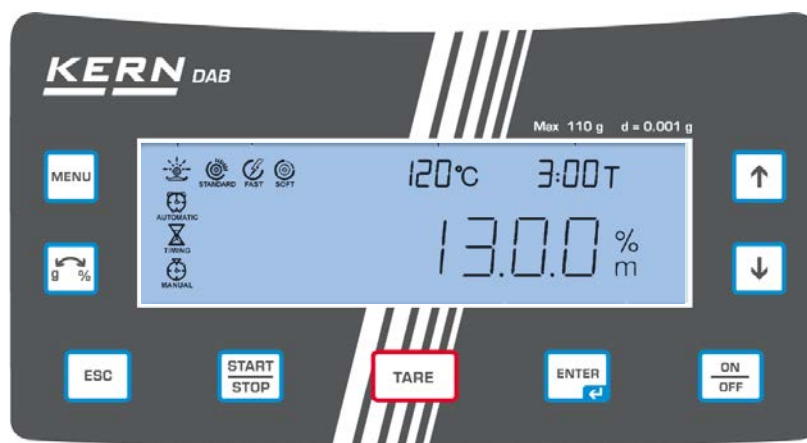 KERN DAB
Max 110 g d = 0.001 g
MENU
STANDARD FAST SOFT
120°C 3:00T
AUTOMATIC
TIMING
MANUAL
13.0.0 % m
g %
ESC
START
STOP
TARE
ENTER
ON
OFF